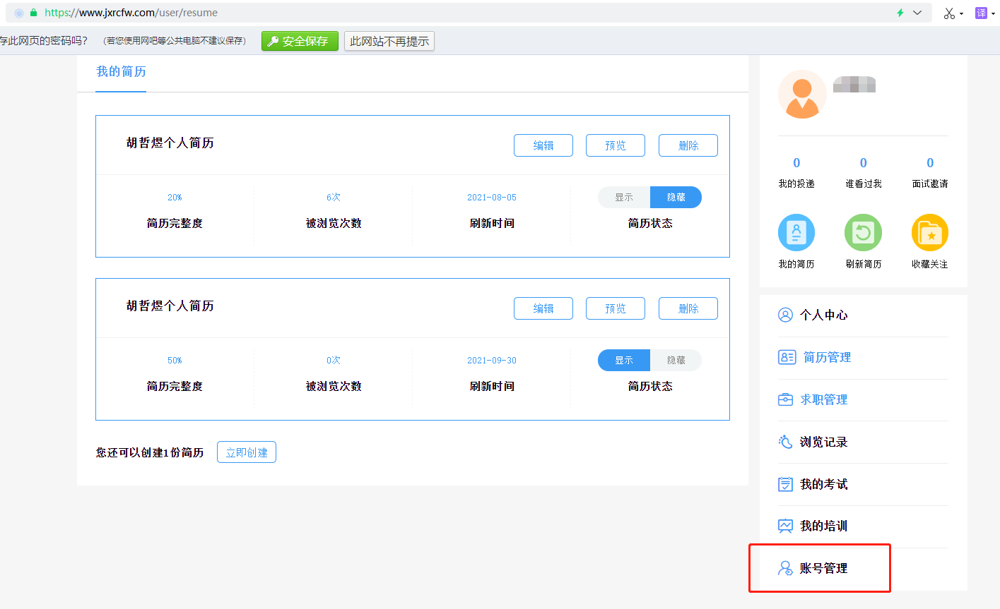 https://www.jxrcfw.com/user/resume
译
存此网页的密码吗? (若您使用网吧等公共电脑不建议保存) 安全保存 此网站不再提示
我的简历
胡哲煜个人简历 编辑 预览 删除
20% 6次 2021-08-05 显示 隐藏
简历完整度 被浏览次数 刷新时间 简历状态
胡哲煜个人简历 编辑 预览 删除
50% 0次 2021-09-30 显示 隐藏
简历完整度 被浏览次数 刷新时间 简历状态
您还可以创建1份简历 立即创建
0 0 0
我的投递 谁看过我 面试邀请
我的简历 刷新简历 收藏关注
个人中心
简历管理
求职管理
浏览记录
我的考试
我的培训
账号管理